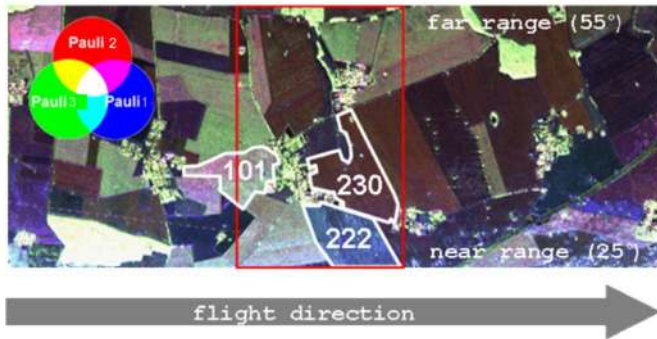 far range (55°)
Pauli 2
Pauli 3
Pauli 1
101
230
222
near range (25°)
flight direction